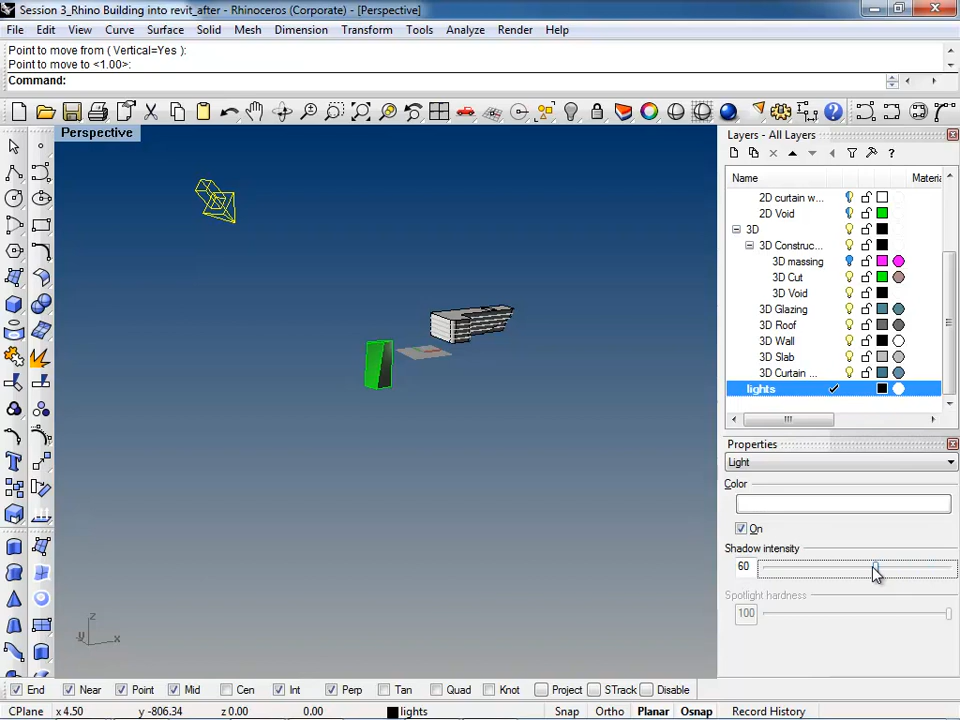 Session 3_Rhino Building into revit_after - Rhinoceros (Corporate) - [Perspective]
File Edit View Curve Surface Solid Mesh Dimension Transform Tools Analyze Render Help
Point to move from ( Vertical=Yes ):
Point to move to <1.00>:
Command:
Perspective
Layers - All Layers
Name Materia
2D curtain w...
2D Void
3D
3D Construc...
3D massing
3D Cut
3D Void
3D Glazing
3D Roof
3D Wall
3D Slab
3D Curtain ...
lights
Properties
Light
Color
On
Shadow intensity
60
Spotlight hardness
100
z
y x
End Near Point Mid Cen Int Perp Tan Quad Knot Project STrack Disable
CPlane x 4.50 y -806.34 z 0.00 0.00 lights Snap Ortho Planar Osnap Record History